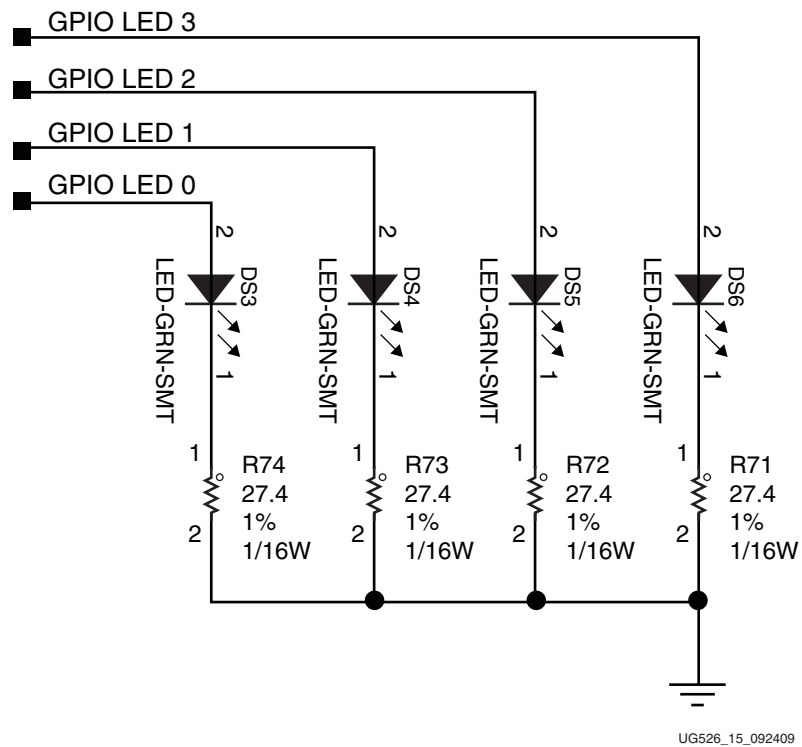 GPIO LED 3
GPIO LED 2
GPIO LED 1
GPIO LED 0
2
2
2
2
LED-GRN-SMT
DS3
LED-GRN-SMT
DS4
LED-GRN-SMT
DS5
LED-GRN-SMT
DS6
1
1
1
1
1
R74
27.4
1%
1/16W
2
1
R73
27.4
1%
1/16W
2
1
R72
27.4
1%
1/16W
2
1
R71
27.4
1%
1/16W
2
UG526_15_092409